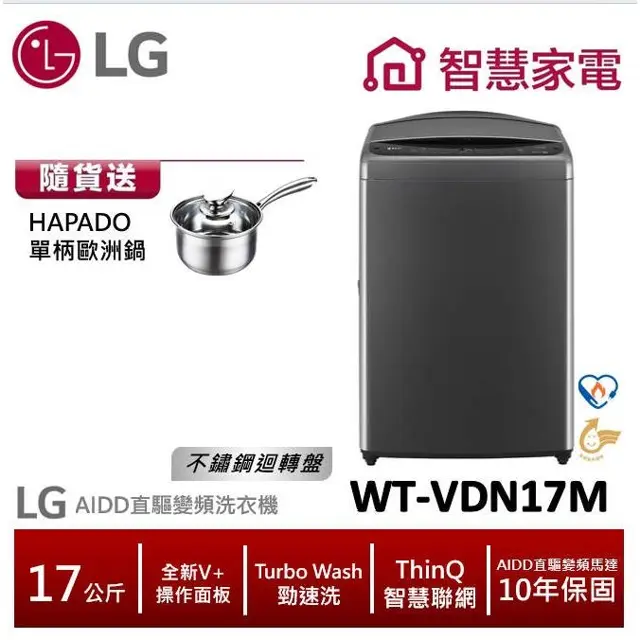 LG
智慧家電
隨貨送
HAPADO
單柄歐洲鍋
不鏽鋼迴轉盤
LG AIDD直驅變頻洗衣機
WT-VDN17M
17公斤
全新V+
操作面板
Turbo Wash
勁速洗
ThinQ
智慧聯網
AIDD直驅變頻馬達
10年保固